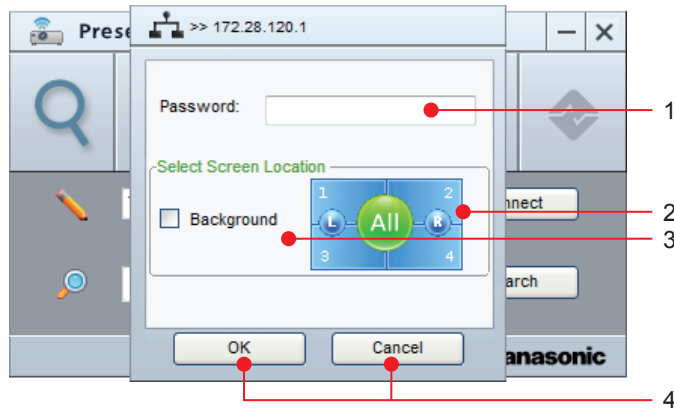 Prese
>> 172.28.120.1
Password:
1
Select Screen Location
Background
1
2
L
All
R
3
4
nnect
2
3
arch
OK
Cancel
anasonic
4